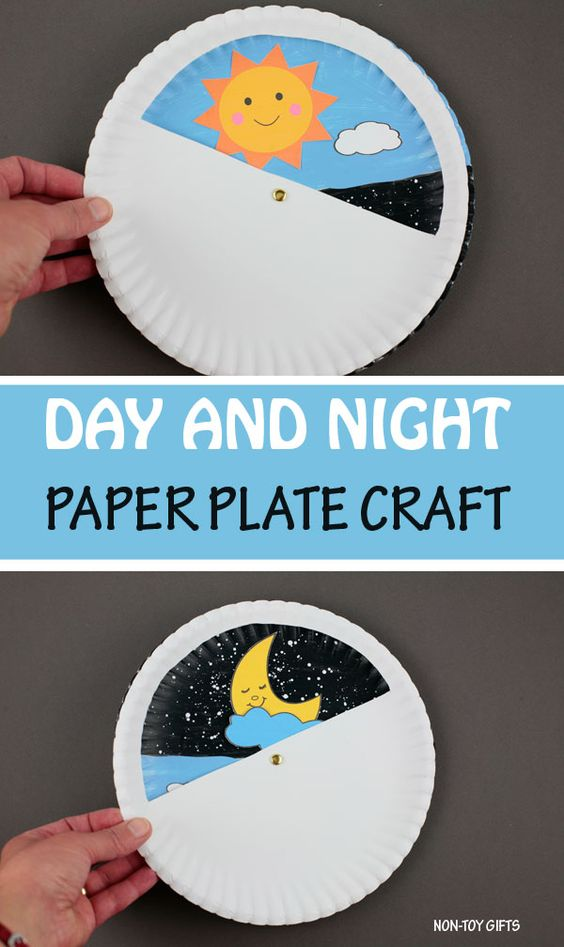 DAY AND NIGHT
PAPER PLATE CRAFT
NON-TOY GIFTS